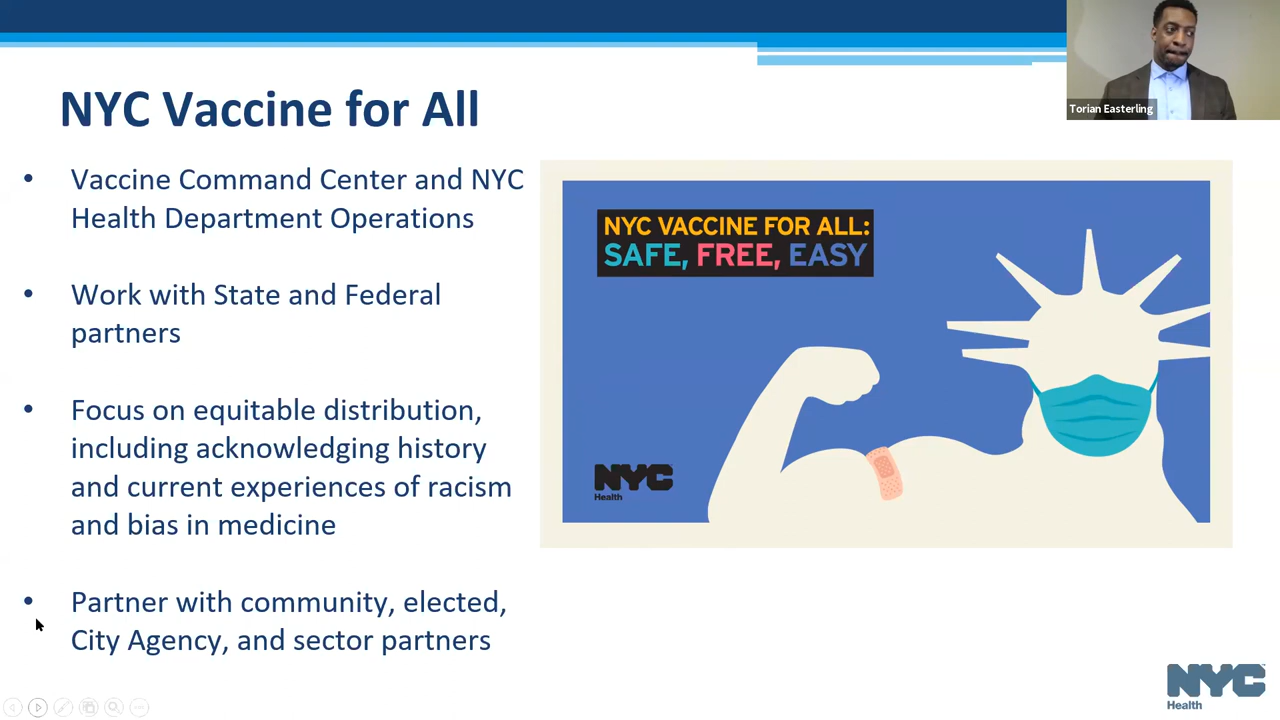 Torian Easterling
NYC Vaccine for All
• Vaccine Command Center and NYC
Health Department Operations
• Work with State and Federal
partners
• Focus on equitable distribution,
including acknowledging history
and current experiences of racism
and bias in medicine
• Partner with community, elected,
City Agency, and sector partners
NYC VACCINE FOR ALL:
SAFE, FREE, EASY
NYC
Health
NYC
Health